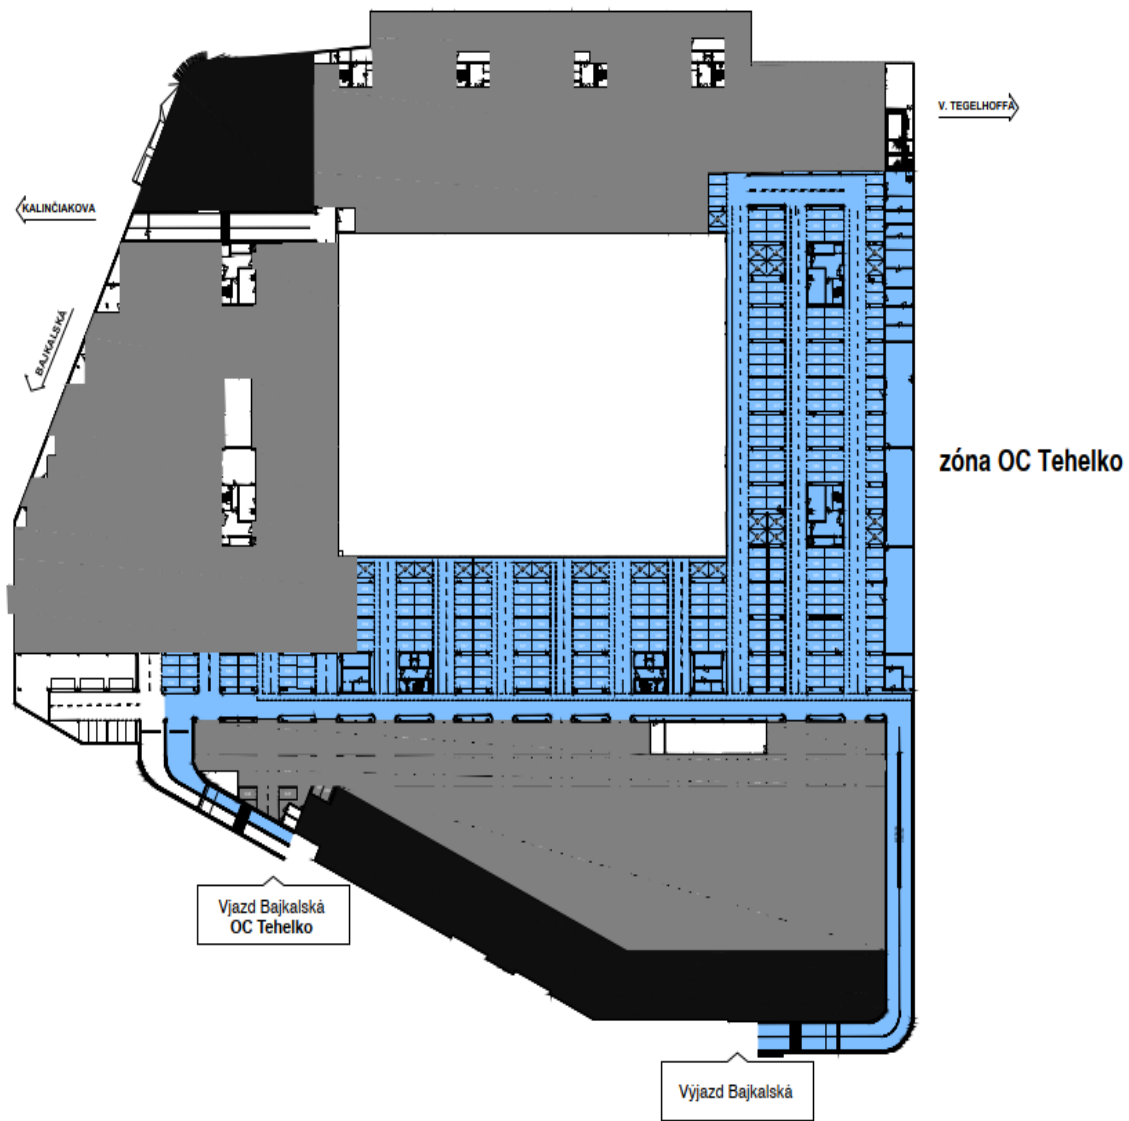 V. TEGELHOFFA
KALINČIAKOVA
BAJKALSKÁ
zóna OC Tehelko
Vjazd Bajkalská
OC Tehelko
Výjazd Bajkalská